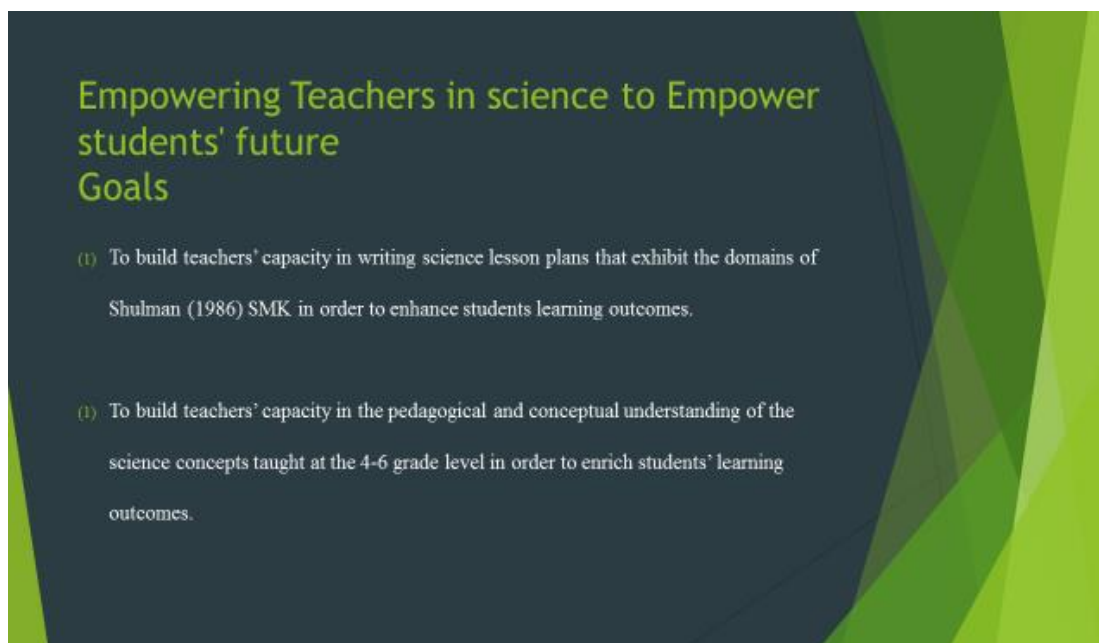 Empowering Teachers in science to Empower
students' future
Goals
(1) To build teachers’ capacity in writing science lesson plans that exhibit the domains of
Shulman (1986) SMK in order to enhance students learning outcomes.
(1) To build teachers’ capacity in the pedagogical and conceptual understanding of the
science concepts taught at the 4-6 grade level in order to enrich students’ learning
outcomes.